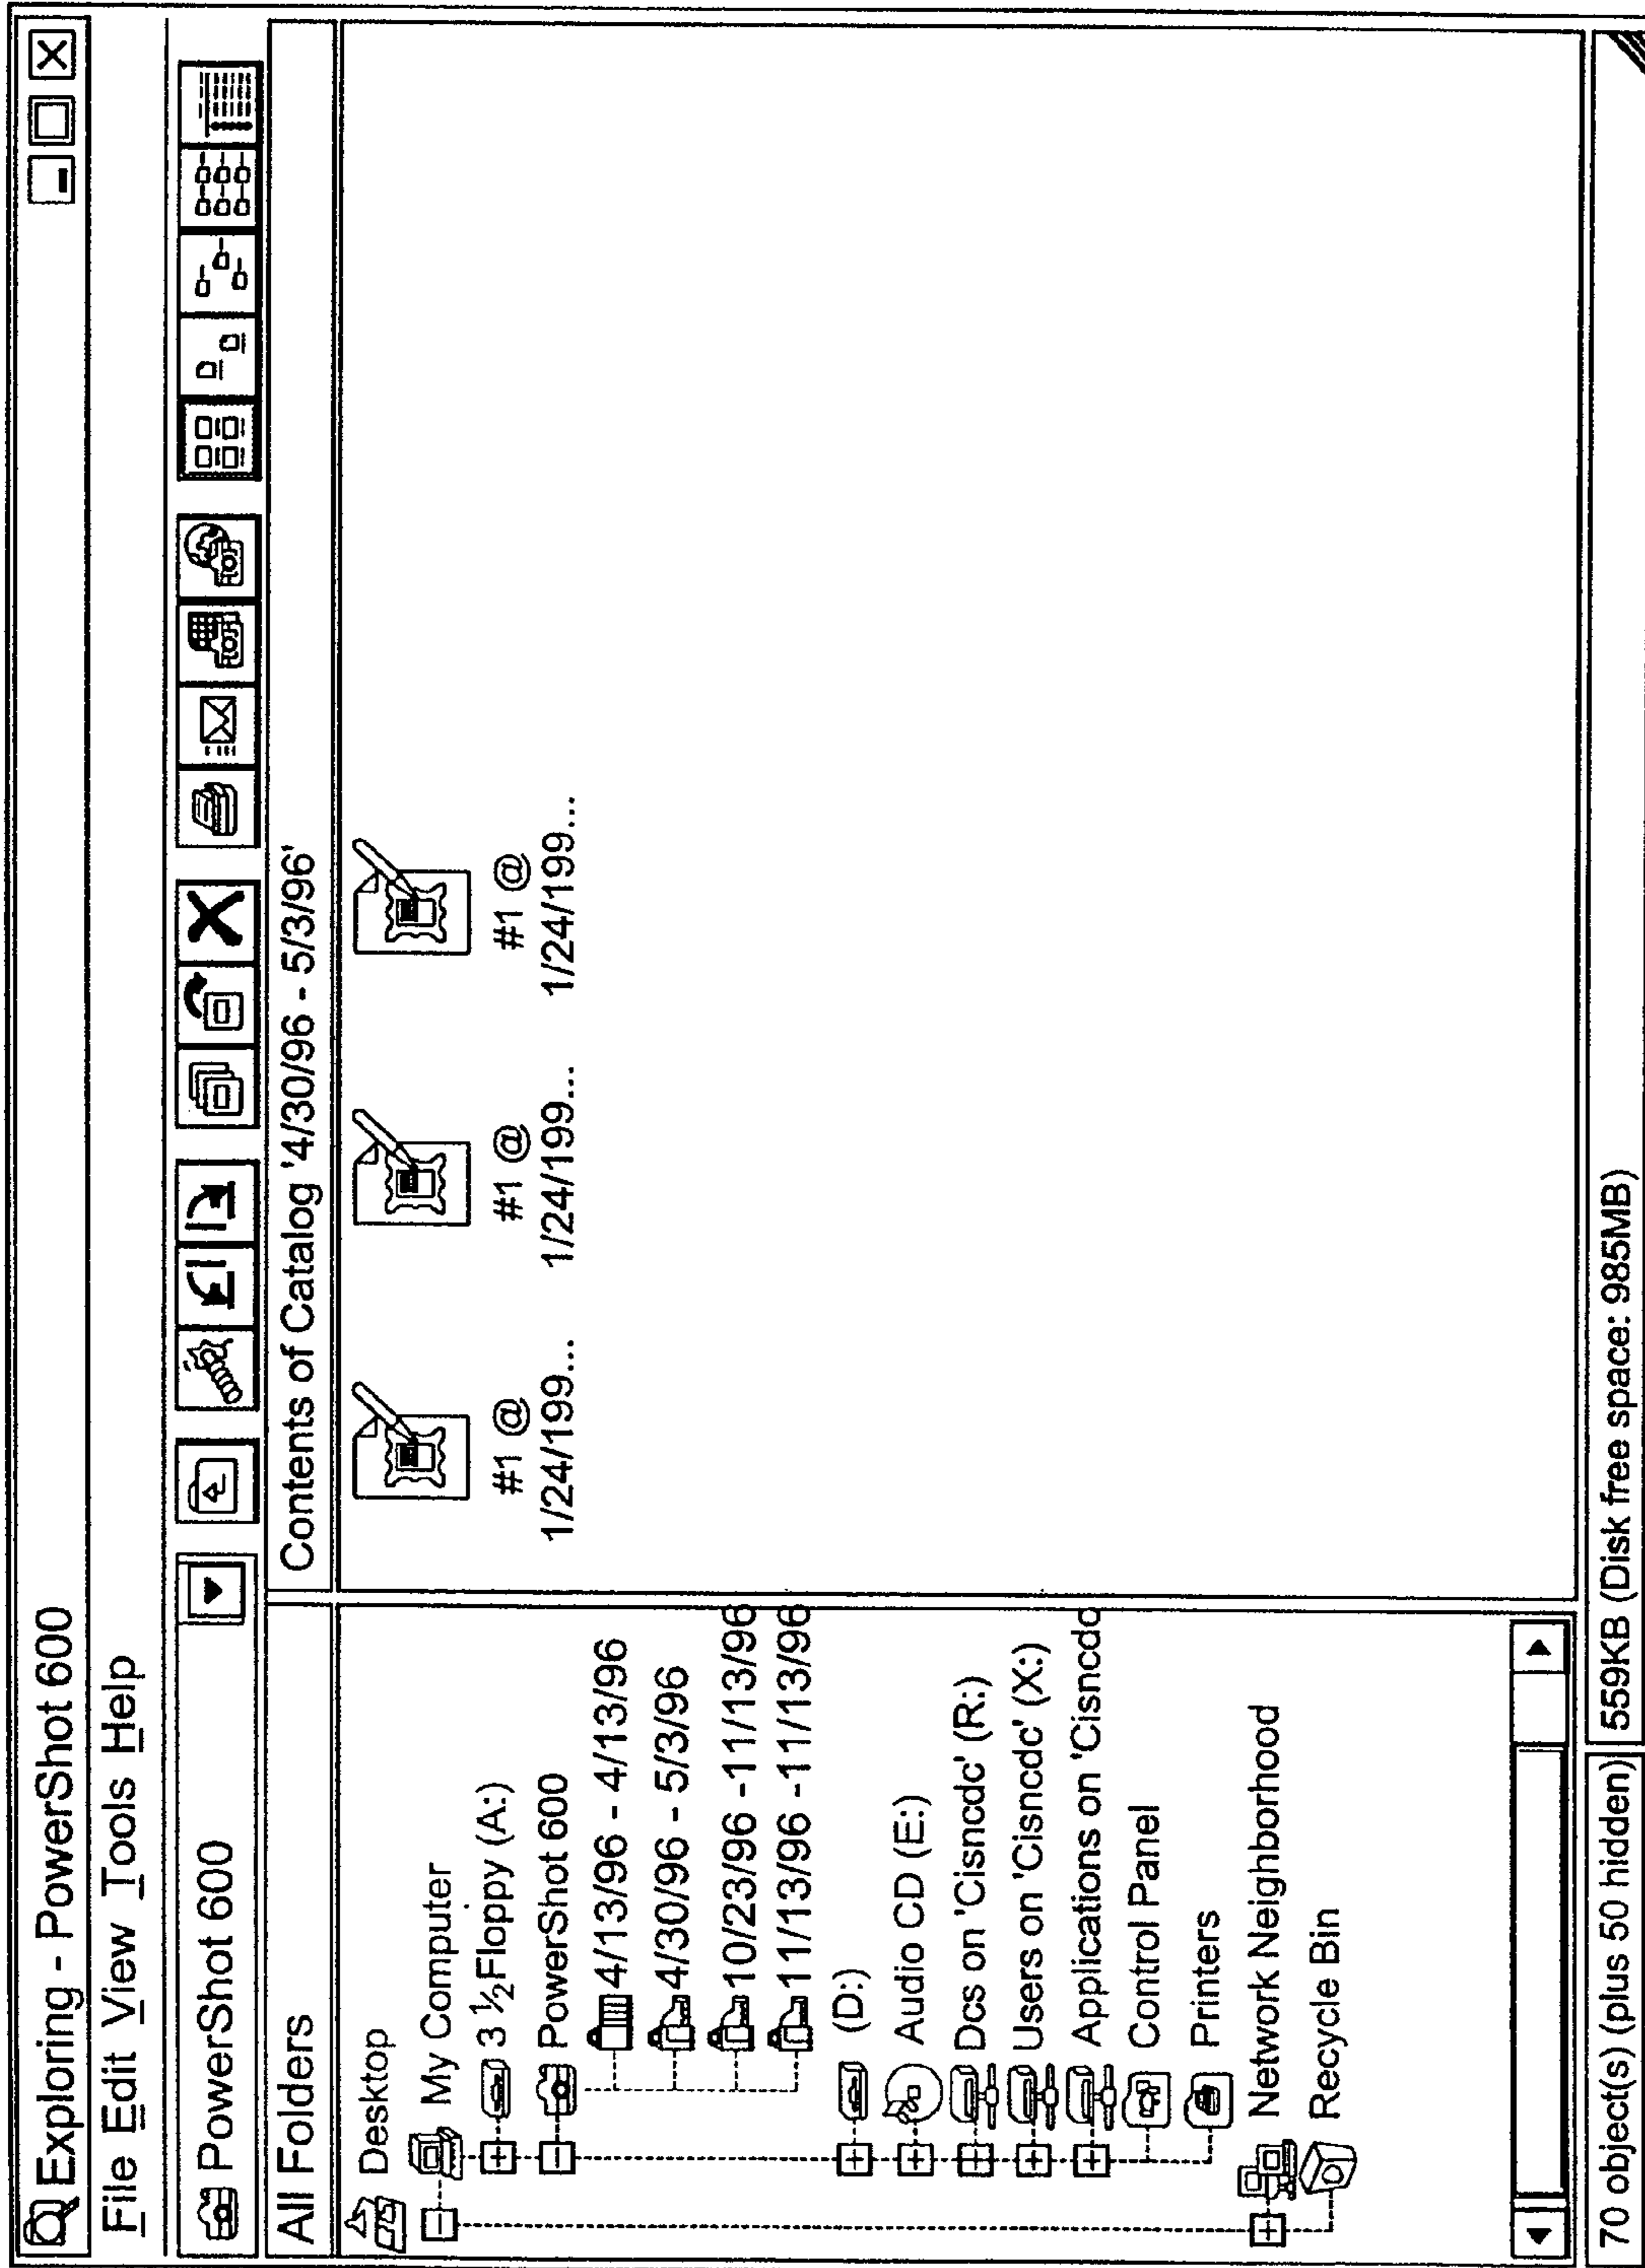 Exploring - PowerShot 600
File Edit View Tools Help
PowerShot 600
All Folders
Contents of Catalog '4/30/96 - 5/3/96'
Desktop
My Computer
3 ½Floppy (A:)
PowerShot 600
4/13/96 - 4/13/96
4/30/96 - 5/3/96
10/23/96 -11/13/96
11/13/96 -11/13/96
(D:)
Audio CD (E:)
Dcs on 'Cisncdc' (R:)
Users on 'Cisncdc' (X:)
Applications on 'Cisncdc
Control Panel
Printers
Network Neighborhood
Recycle Bin
#1 @
1/24/199...
#1 @
1/24/199...
#1 @
1/24/199...
70 object(s) (plus 50 hidden)
559KB (Disk free space: 985MB)